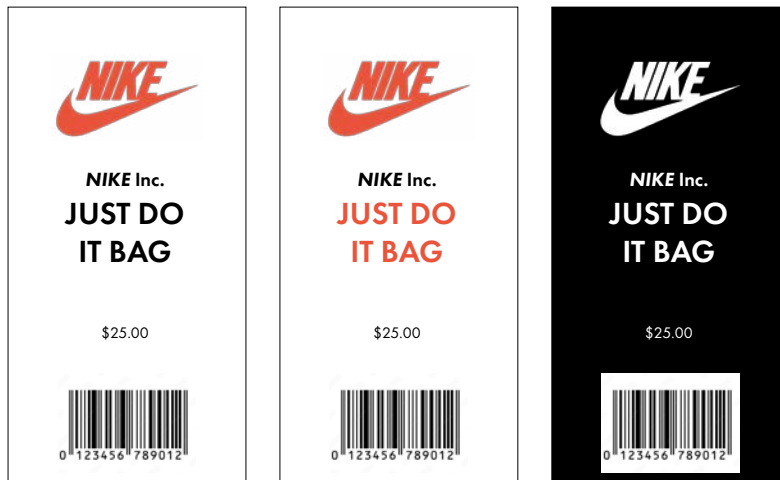 NIKE
NIKE Inc.
JUST DO
IT BAG
$25.00
0 123456 789012
NIKE
NIKE Inc.
JUST DO
IT BAG
$25.00
0 123456 789012
NIKE
NIKE Inc.
JUST DO
IT BAG
$25.00
0 123456 789012